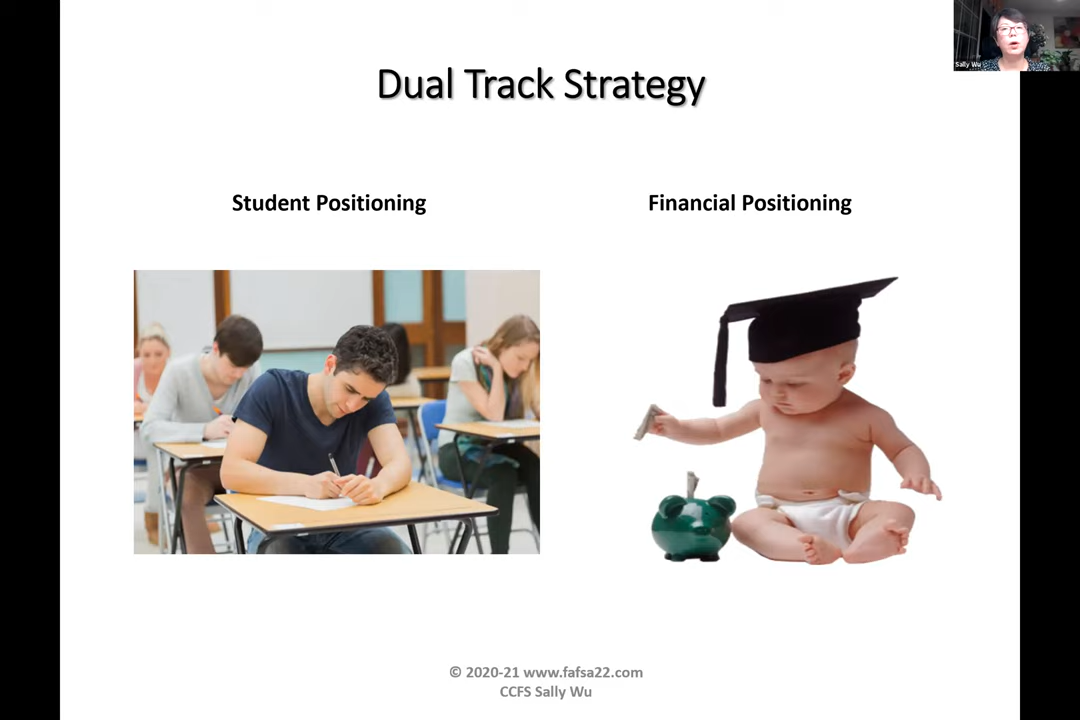 Sally Wu
Dual Track Strategy
Student Positioning
Financial Positioning
© 2020-21 www.fafsa22.com
CCFS Sally Wu